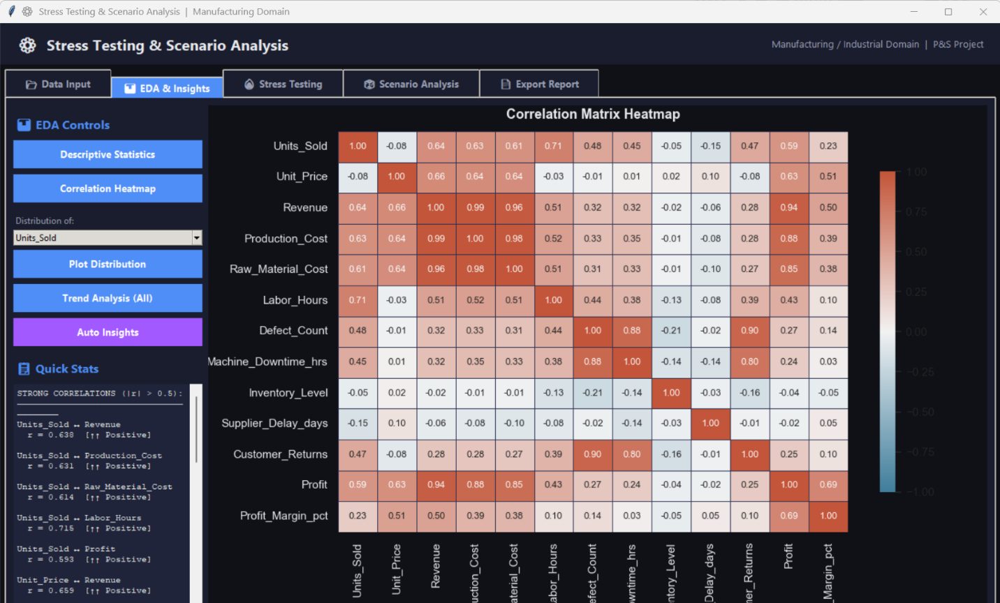 Stress Testing & Scenario Analysis | Manufacturing Domain
Stress Testing & Scenario Analysis
Manufacturing / Industrial Domain | P&S Project
Data Input
EDA & Insights
Stress Testing
Scenario Analysis
Export Report
EDA Controls
Descriptive Statistics
Correlation Heatmap
Distribution of:
Units_Sold
Plot Distribution
Trend Analysis (All)
Auto Insights
Quick Stats
STRONG CORRELATIONS (|r| > 0.5):
Units_Sold ↔ Revenue
r = 0.638 [↑↑ Positive]
Units_Sold ↔ Production_Cost
r = 0.631 [↑↑ Positive]
Units_Sold ↔ Raw_Material_Cost
r = 0.614 [↑↑ Positive]
Units_Sold ↔ Labor_Hours
r = 0.715 [↑↑ Positive]
Units_Sold ↔ Profit
r = 0.593 [↑↑ Positive]
Unit_Price ↔ Revenue
r = 0.659 [↑↑ Positive]
Correlation Matrix Heatmap
Units_Sold 1.00 -0.08 0.64 0.63 0.61 0.71 0.48 0.45 -0.05 -0.15 0.47 0.59 0.23
Unit_Price -0.08 1.00 0.66 0.64 0.64 -0.03 -0.01 0.01 0.02 0.10 -0.08 0.63 0.51
Revenue 0.64 0.66 1.00 0.99 0.96 0.51 0.32 0.32 -0.02 -0.06 0.28 0.94 0.50
Production_Cost 0.63 0.64 0.99 1.00 0.98 0.52 0.33 0.35 -0.01 -0.08 0.28 0.88 0.39
Raw_Material_Cost 0.61 0.64 0.96 0.98 1.00 0.51 0.31 0.33 -0.01 -0.10 0.27 0.85 0.38
Labor_Hours 0.71 -0.03 0.51 0.52 0.51 1.00 0.44 0.38 -0.13 -0.08 0.39 0.43 0.10
Defect_Count 0.48 -0.01 0.32 0.33 0.31 0.44 1.00 0.88 -0.21 -0.02 0.90 0.27 0.14
Machine_Downtime_hrs 0.45 0.01 0.32 0.35 0.33 0.38 0.88 1.00 -0.14 -0.14 0.80 0.24 0.03
Inventory_Level -0.05 0.02 -0.02 -0.01 -0.01 -0.13 -0.21 -0.14 1.00 -0.03 -0.16 -0.04 -0.05
Supplier_Delay_days -0.15 0.10 -0.06 -0.08 -0.10 -0.08 -0.02 -0.14 -0.03 1.00 -0.01 -0.02 0.05
Customer_Returns 0.47 -0.08 0.28 0.28 0.27 0.39 0.90 0.80 -0.16 -0.01 1.00 0.25 0.10
Profit 0.59 0.63 0.94 0.88 0.85 0.43 0.27 0.24 -0.04 -0.02 0.25 1.00 0.69
Profit_Margin_pct 0.23 0.51 0.50 0.39 0.38 0.10 0.14 0.03 -0.05 0.05 0.10 0.69 1.00
Units_Sold
Unit_Price
Revenue
uction_Cost
aterial_Cost
abor_Hours
efect_Count
owntime_hrs
ntory_Level
_Delay_days
mer_Returns
Profit
_Margin_pct
1.00
0.75
0.50
0.25
0.00
−0.25
−0.50
−0.75
−1.00